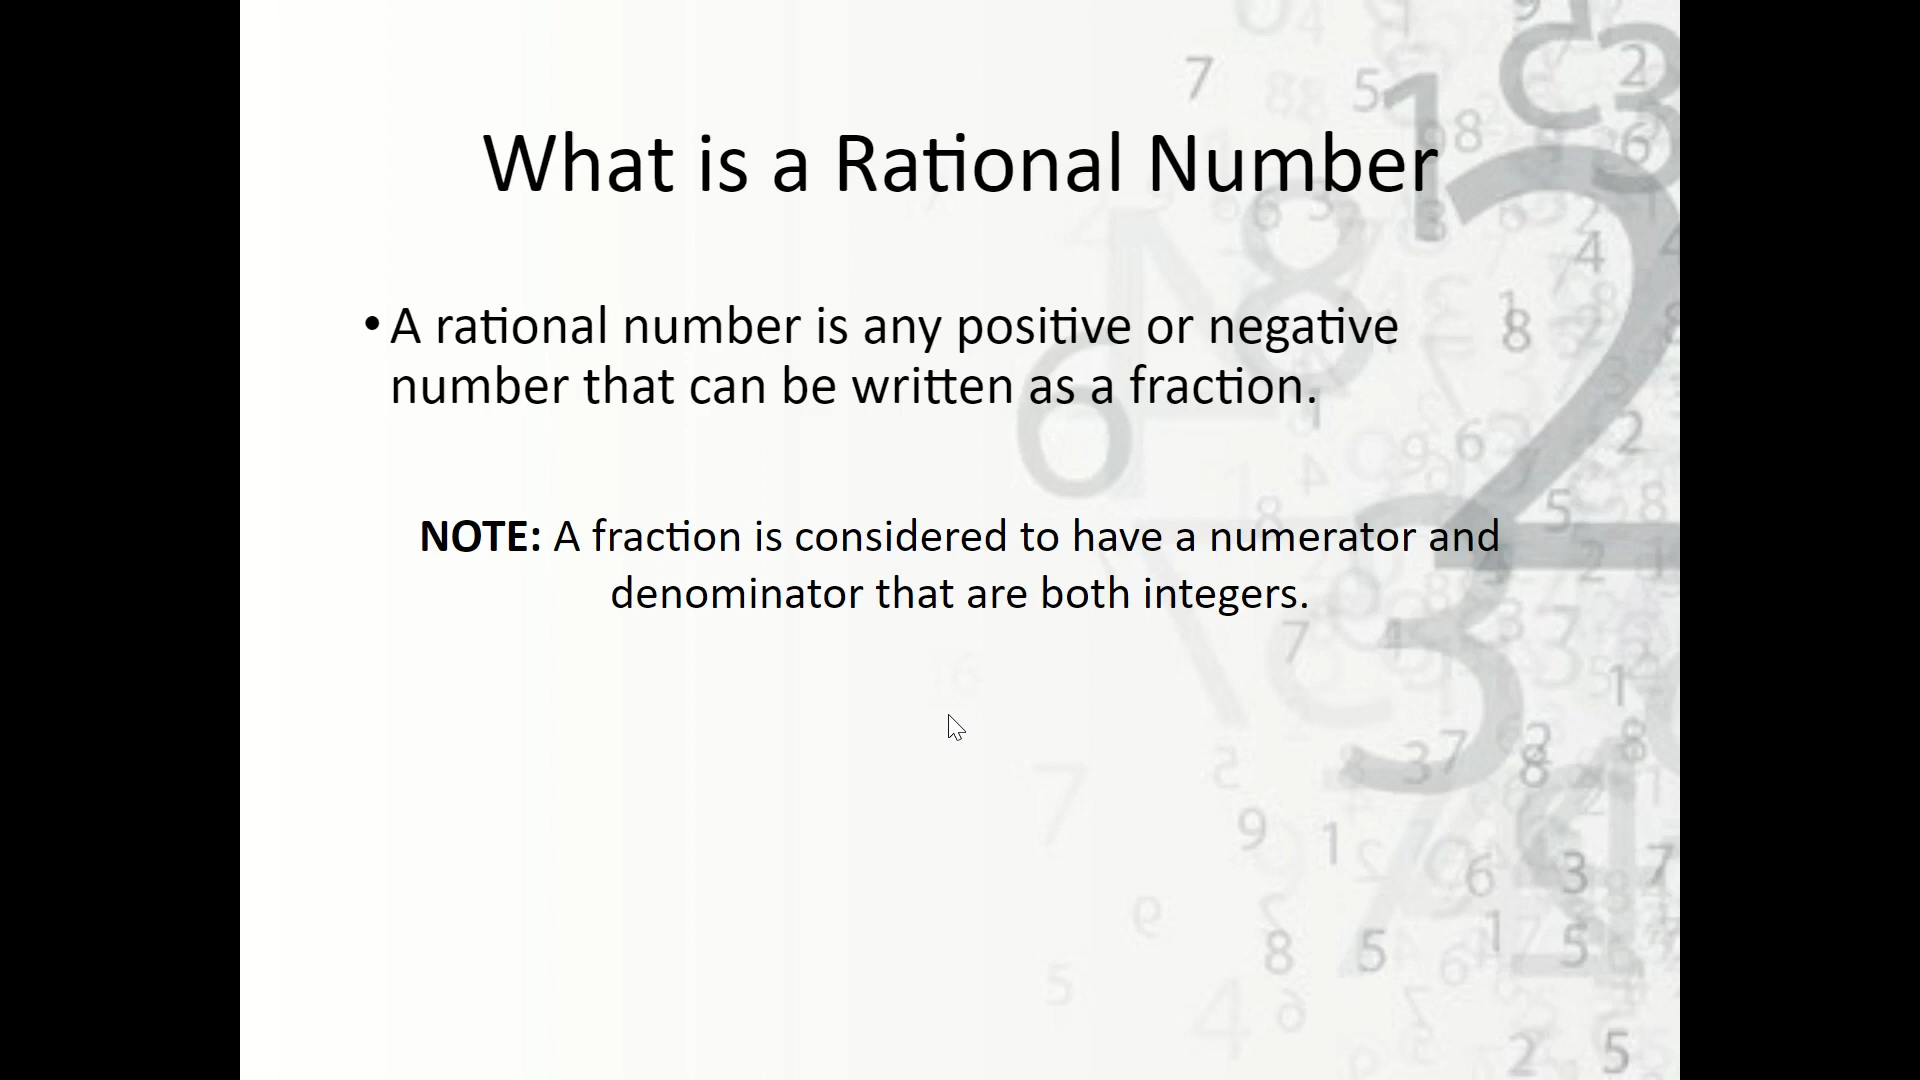 What is a Rational Number
• A rational number is any positive or negative
number that can be written as a fraction.
NOTE: A fraction is considered to have a numerator and
denominator that are both integers.